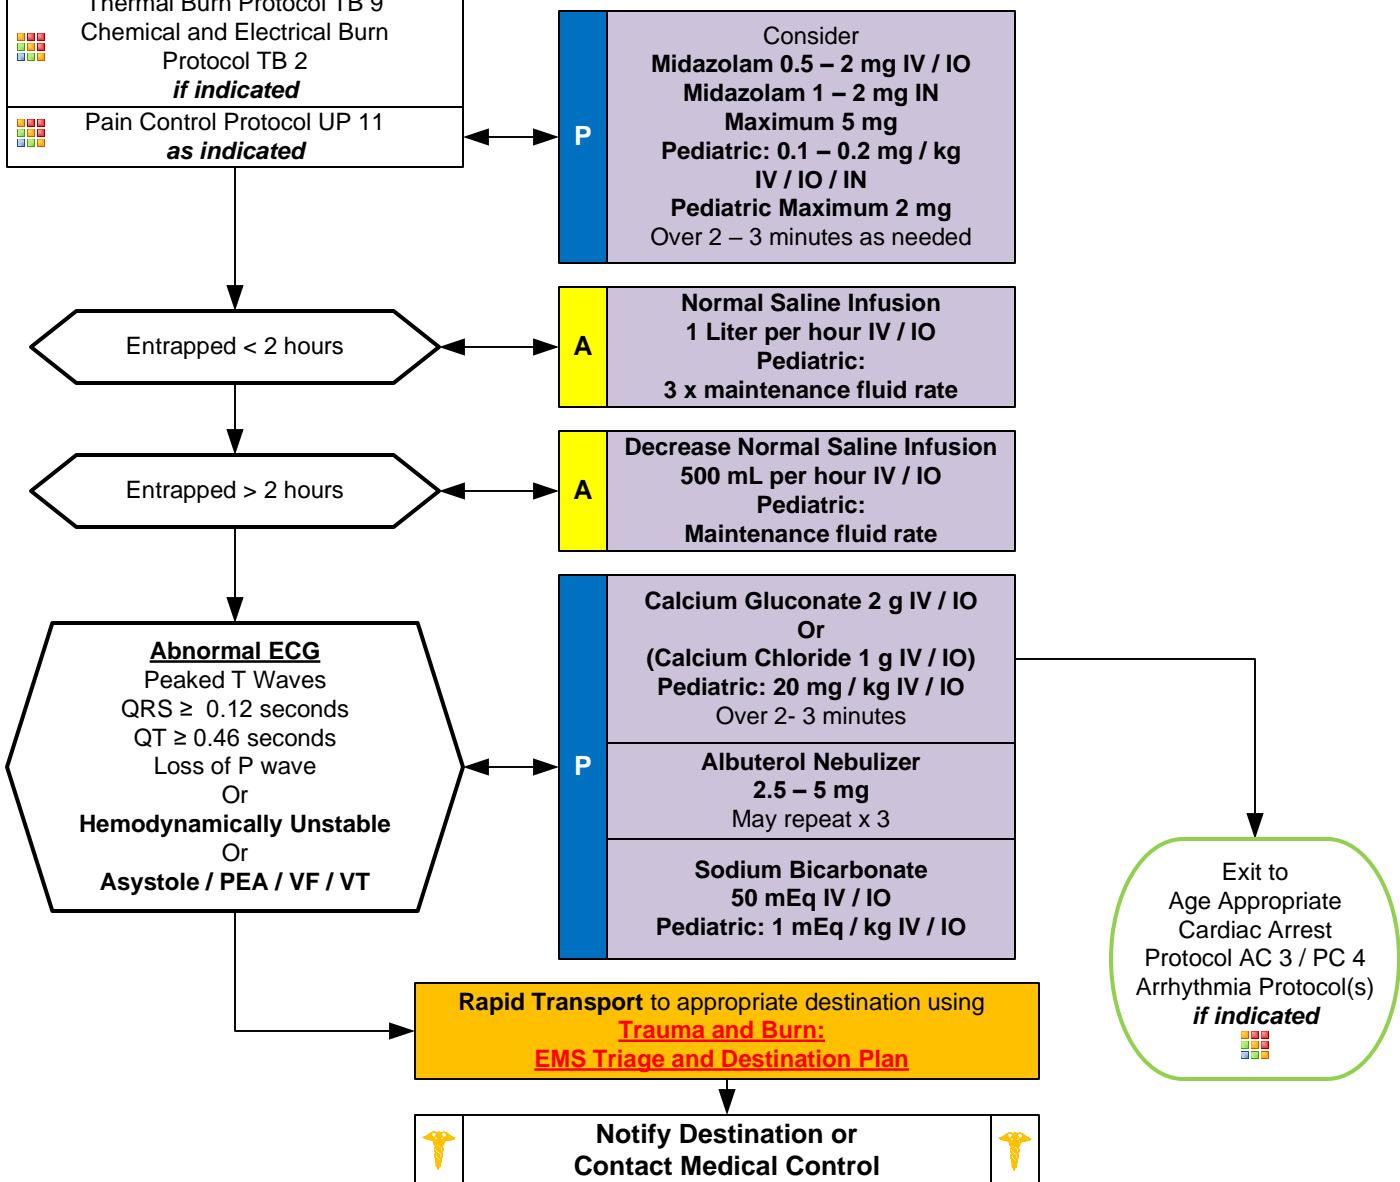 Thermal Burn Protocol TB 9
Chemical and Electrical Burn
Protocol TB 2
if indicated
Pain Control Protocol UP 11
as indicated
P
Consider
Midazolam 0.5 – 2 mg IV / IO
Midazolam 1 – 2 mg IN
Maximum 5 mg
Pediatric: 0.1 – 0.2 mg / kg
IV / IO / IN
Pediatric Maximum 2 mg
Over 2 – 3 minutes as needed
Entrapped < 2 hours
A
Normal Saline Infusion
1 Liter per hour IV / IO
Pediatric:
3 x maintenance fluid rate
Entrapped > 2 hours
A
Decrease Normal Saline Infusion
500 mL per hour IV / IO
Pediatric:
Maintenance fluid rate
Abnormal ECG
Peaked T Waves
QRS ≥ 0.12 seconds
QT ≥ 0.46 seconds
Loss of P wave
Or
Hemodynamically Unstable
Or
Asystole / PEA / VF / VT
P
Calcium Gluconate 2 g IV / IO
Or
(Calcium Chloride 1 g IV / IO)
Pediatric: 20 mg / kg IV / IO
Over 2- 3 minutes
Albuterol Nebulizer
2.5 – 5 mg
May repeat x 3
Sodium Bicarbonate
50 mEq IV / IO
Pediatric: 1 mEq / kg IV / IO
Exit to
Age Appropriate
Cardiac Arrest
Protocol AC 3 / PC 4
Arrhythmia Protocol(s)
if indicated
Rapid Transport to appropriate destination using
Trauma and Burn:
EMS Triage and Destination Plan
Notify Destination or
Contact Medical Control